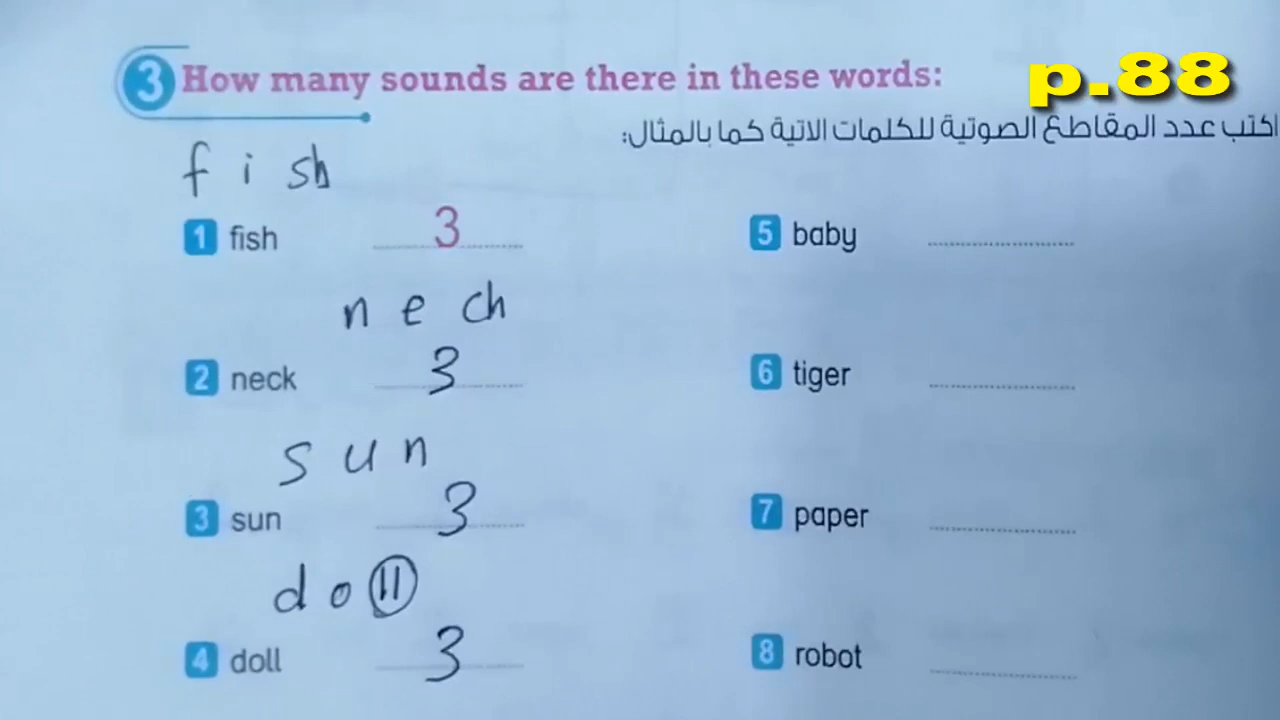 3 How many sounds are there in these words:
p.88
اكتب عدد المقاطع الصوتية للكلمات الاتية كما بالمثال:
f i sh
1 fish 3
n e ch
2 neck 3
s u n
3 sun 3
d o ll
4 doll 3
5 baby
6 tiger
7 paper
8 robot